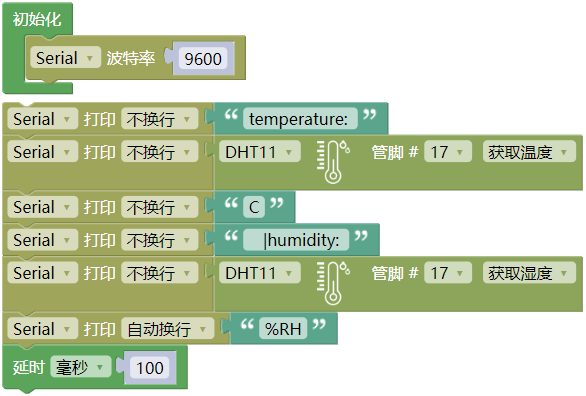 初始化
Serial 波特率 9600
Serial 打印 不换行 “ temperature: ”
Serial 打印 不换行 DHT11 管脚 # 17 获取温度
Serial 打印 不换行 “ C ”
Serial 打印 不换行 “ |humidity: ”
Serial 打印 不换行 DHT11 管脚 # 17 获取湿度
Serial 打印 自动换行 “ %RH ”
延时 毫秒 100